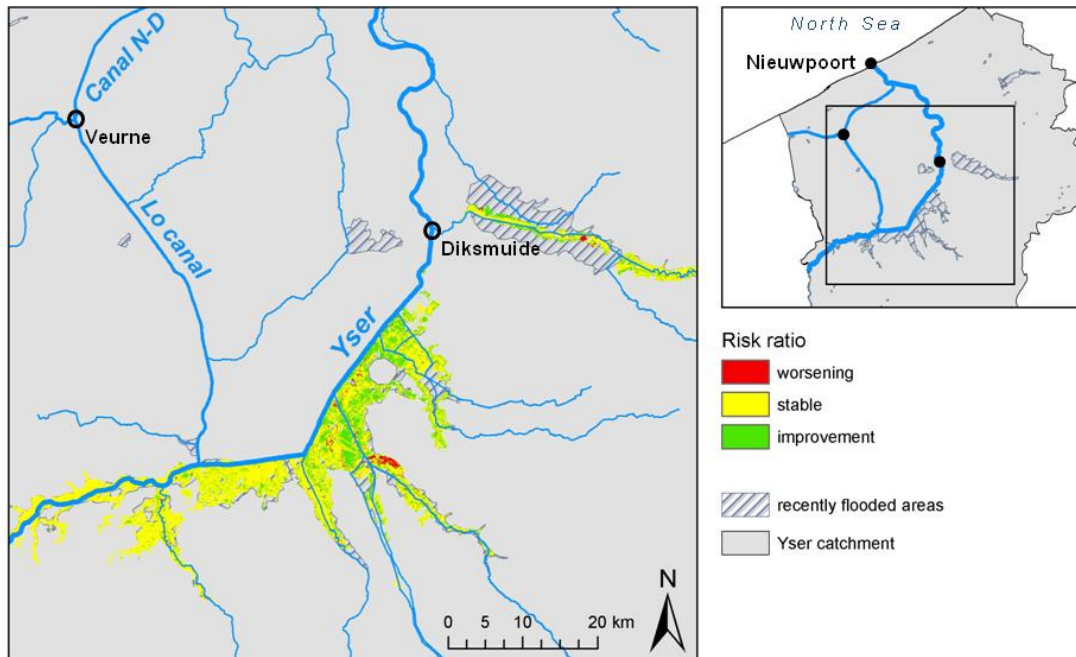 Canal N-D
Veurne
Lo canal
Diksmuide
Yser
N
0 5 10 20 km
North Sea
Nieuwpoort
Risk ratio
worsening
stable
improvement
recently flooded areas
Yser catchment